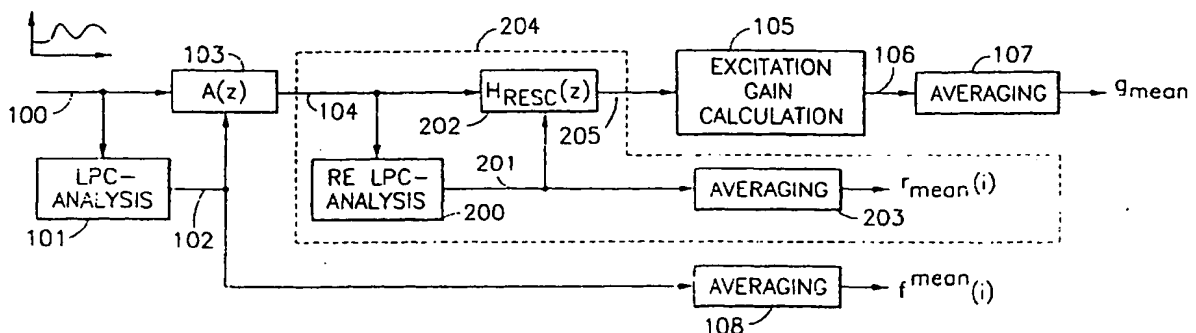 204
103
105
107
106
A(z)
H_RESC(z)
EXCITATION
GAIN
CALCULATION
AVERAGING
g_mean
100
104
202
205
LPC-
ANALYSIS
RE LPC-
ANALYSIS
201
AVERAGING
r_mean(i)
101
102
200
203
AVERAGING
f^mean(i)
108